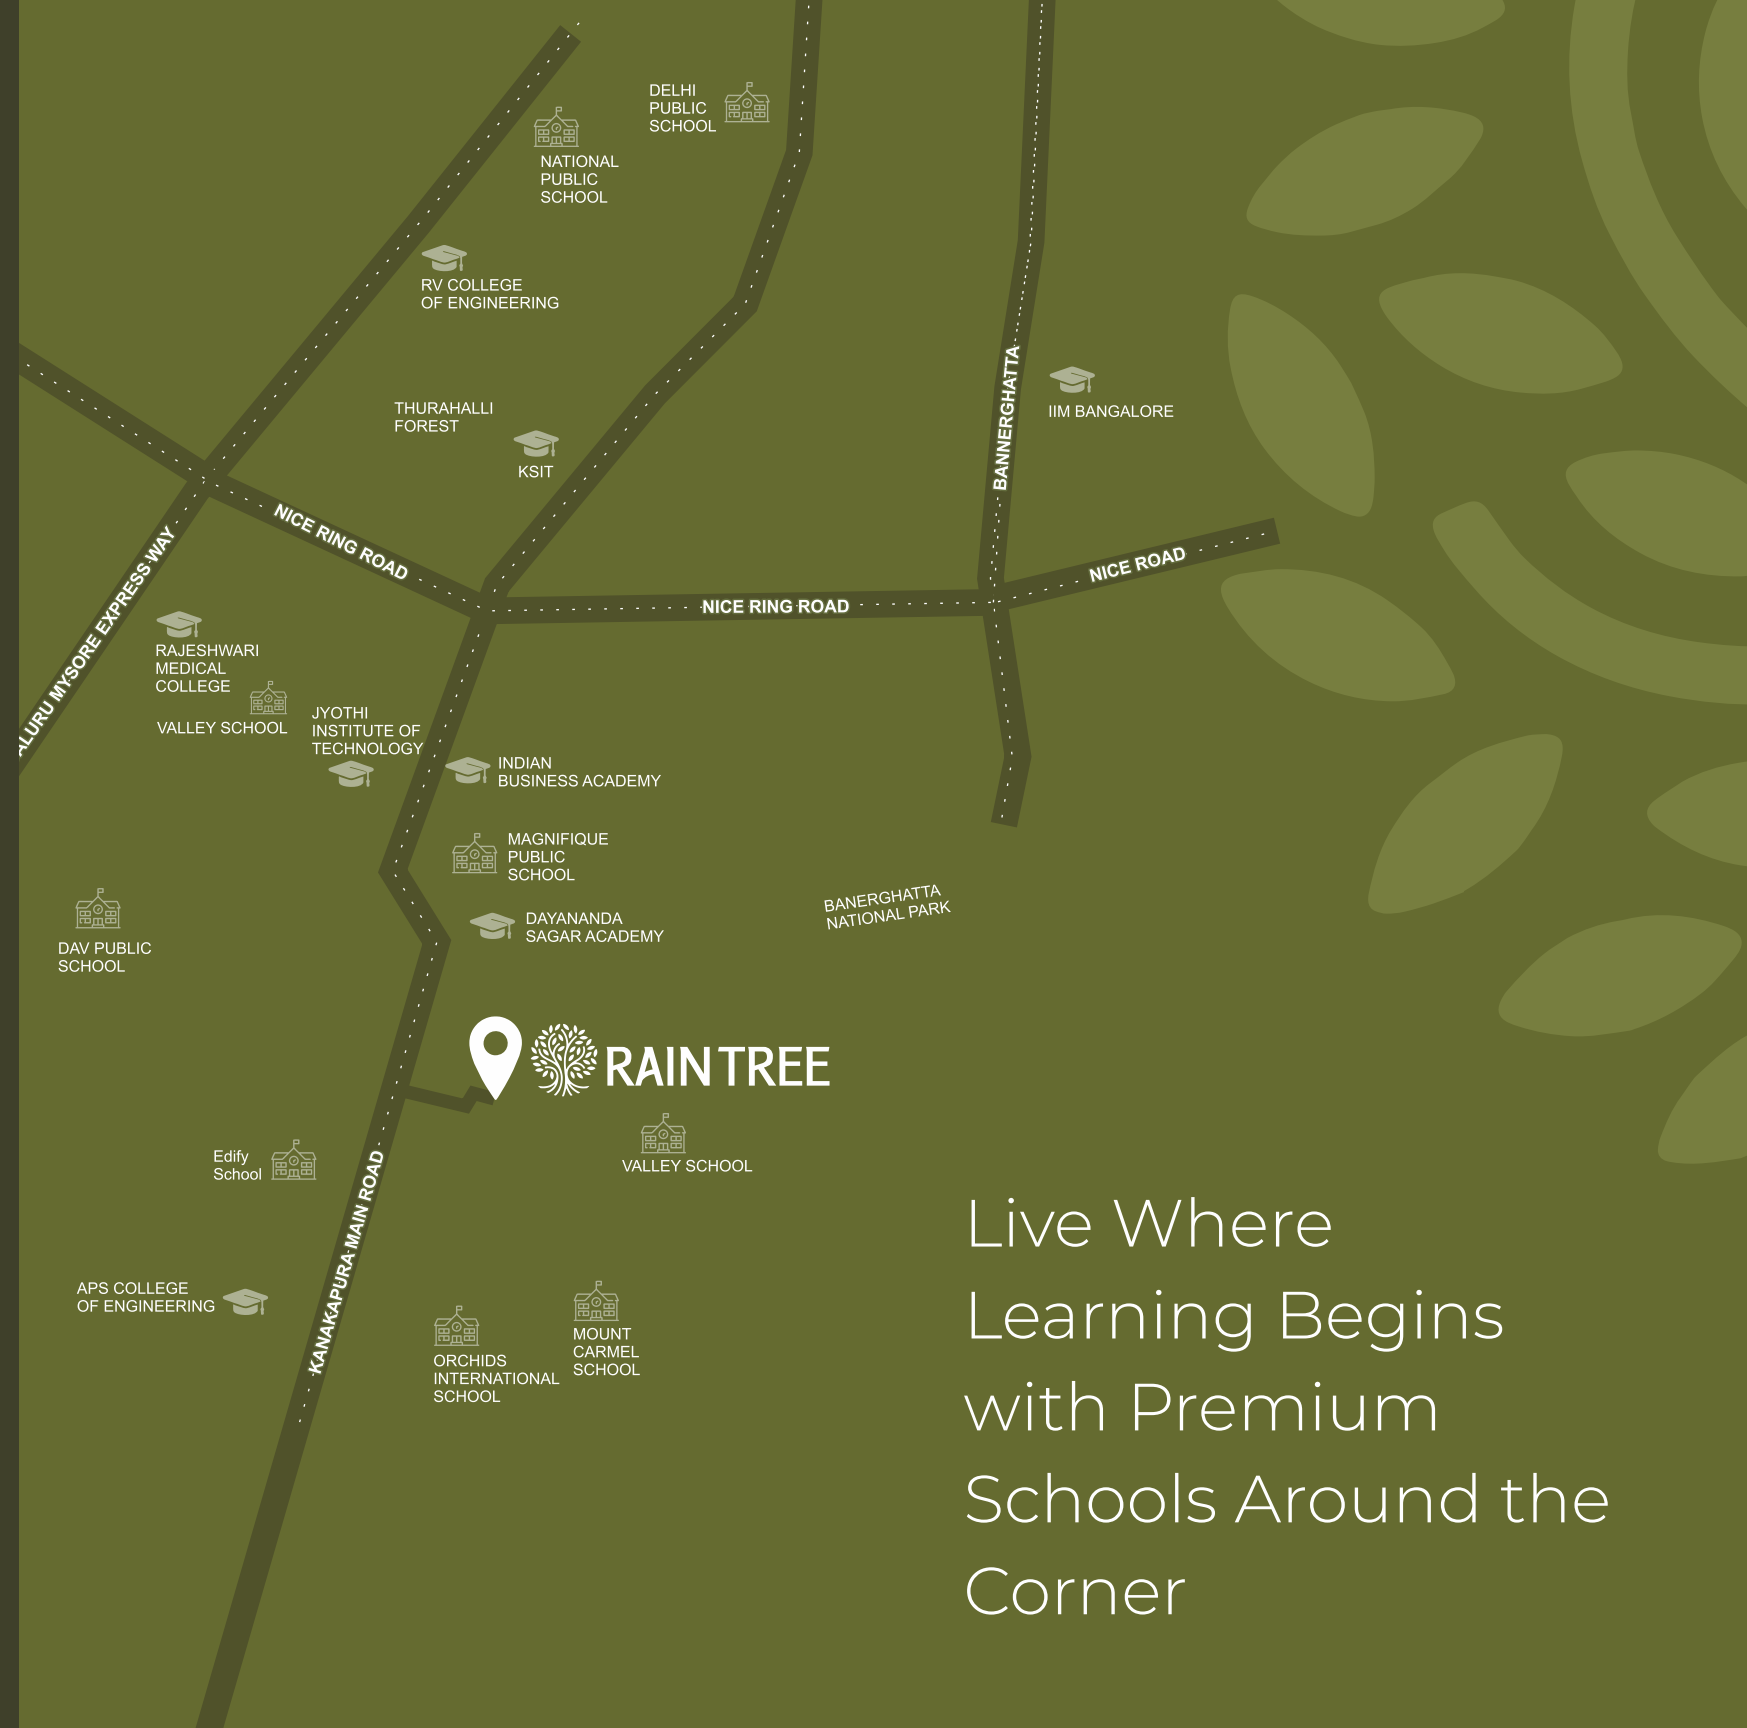 DELHI
PUBLIC
SCHOOL
NATIONAL
PUBLIC
SCHOOL
RV COLLEGE
OF ENGINEERING
THURAHALLI
FOREST
KSIT
BANNERGHATTA
IIM BANGALORE
NICE RING ROAD
NICE RING ROAD
NICE ROAD
ALURU MYSORE EXPRESS WAY
RAJESHWARI
MEDICAL
COLLEGE
VALLEY SCHOOL
JYOTHI
INSTITUTE OF
TECHNOLOGY
INDIAN
BUSINESS ACADEMY
MAGNIFIQUE
PUBLIC
SCHOOL
DAYANANDA
SAGAR ACADEMY
BANERGHATTA
NATIONAL PARK
DAV PUBLIC
SCHOOL
RAIN TREE
VALLEY SCHOOL
Edify
School
KANAKAPURA MAIN ROAD
APS COLLEGE
OF ENGINEERING
ORCHIDS
INTERNATIONAL
SCHOOL
MOUNT
CARMEL
SCHOOL
Live Where
Learning Begins
with Premium
Schools Around the
Corner